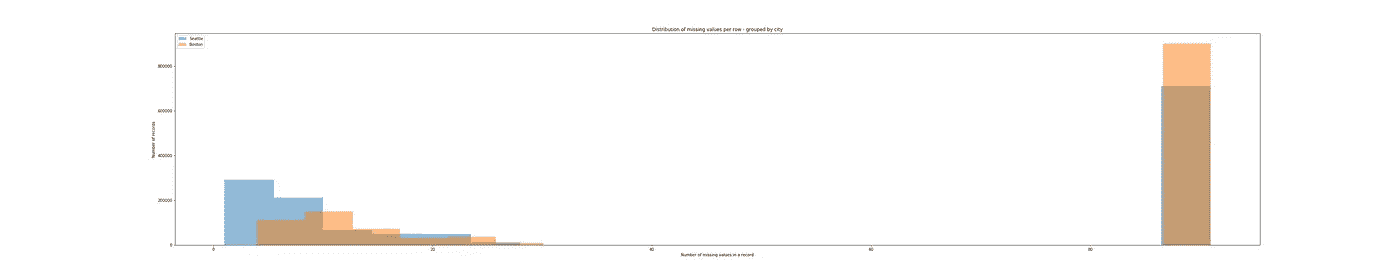 Distribution of missing values per row - grouped by city
Seattle
Boston
800000
600000
400000
200000
0
Number of records
0
20
40
60
80
Number of missing values in a record